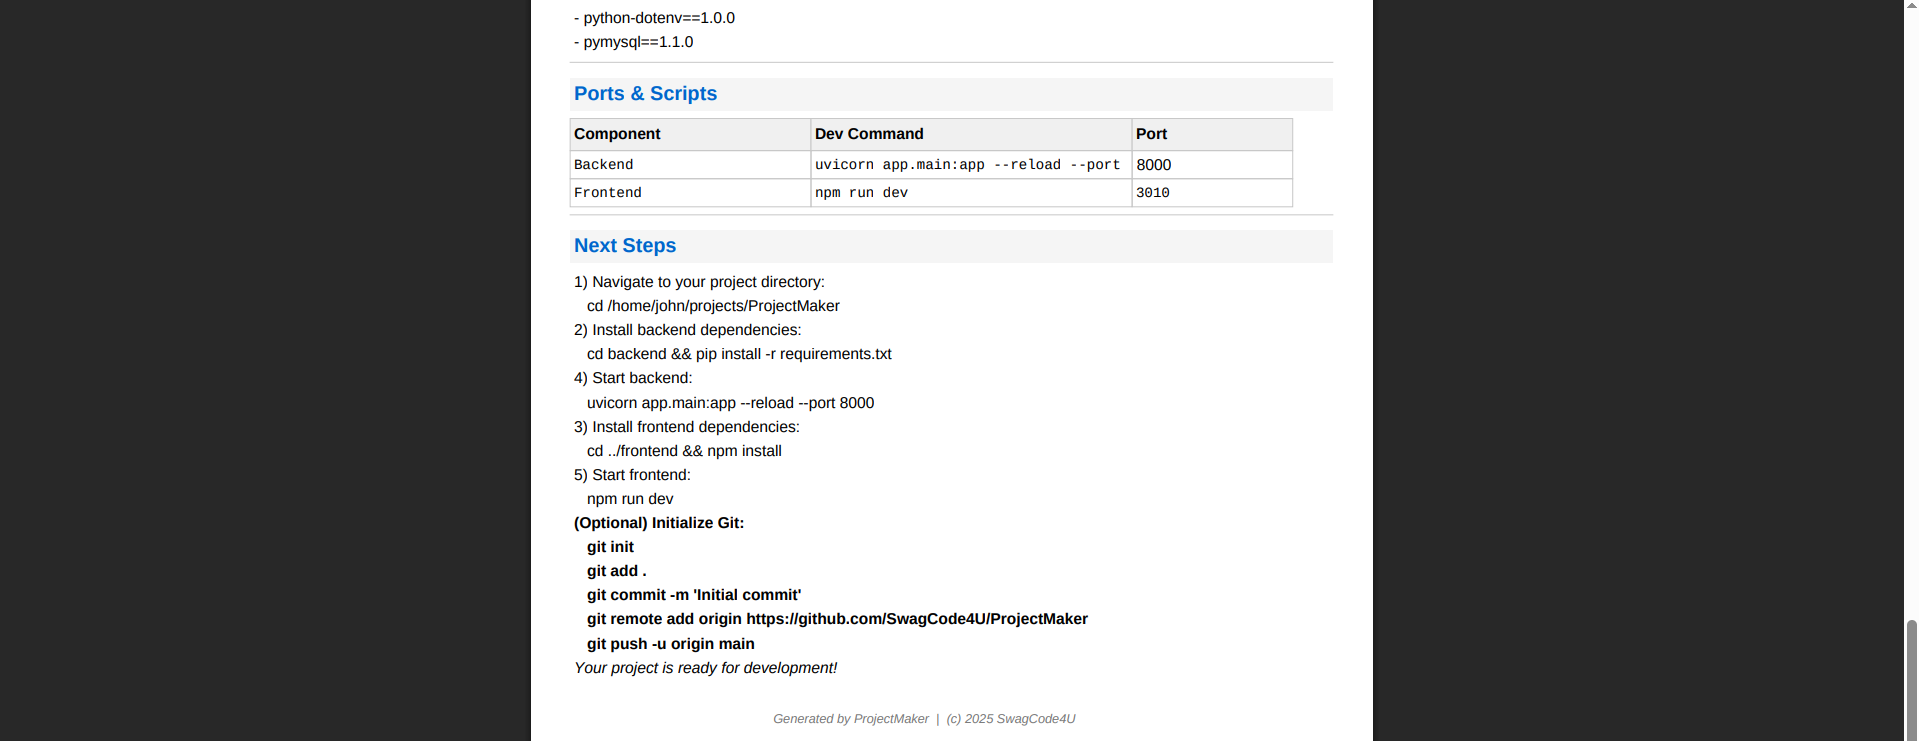 - python-dotenv==1.0.0
- pymysql==1.1.0
Ports & Scripts
Component Dev Command Port
Backend uvicorn app.main:app --reload --port 8000
Frontend npm run dev 3010
Next Steps
1) Navigate to your project directory:
cd /home/john/projects/ProjectMaker
2) Install backend dependencies:
cd backend && pip install -r requirements.txt
4) Start backend:
uvicorn app.main:app --reload --port 8000
3) Install frontend dependencies:
cd ../frontend && npm install
5) Start frontend:
npm run dev
(Optional) Initialize Git:
git init
git add .
git commit -m 'Initial commit'
git remote add origin https://github.com/SwagCode4U/ProjectMaker
git push -u origin main
Your project is ready for development!
Generated by ProjectMaker | (c) 2025 SwagCode4U